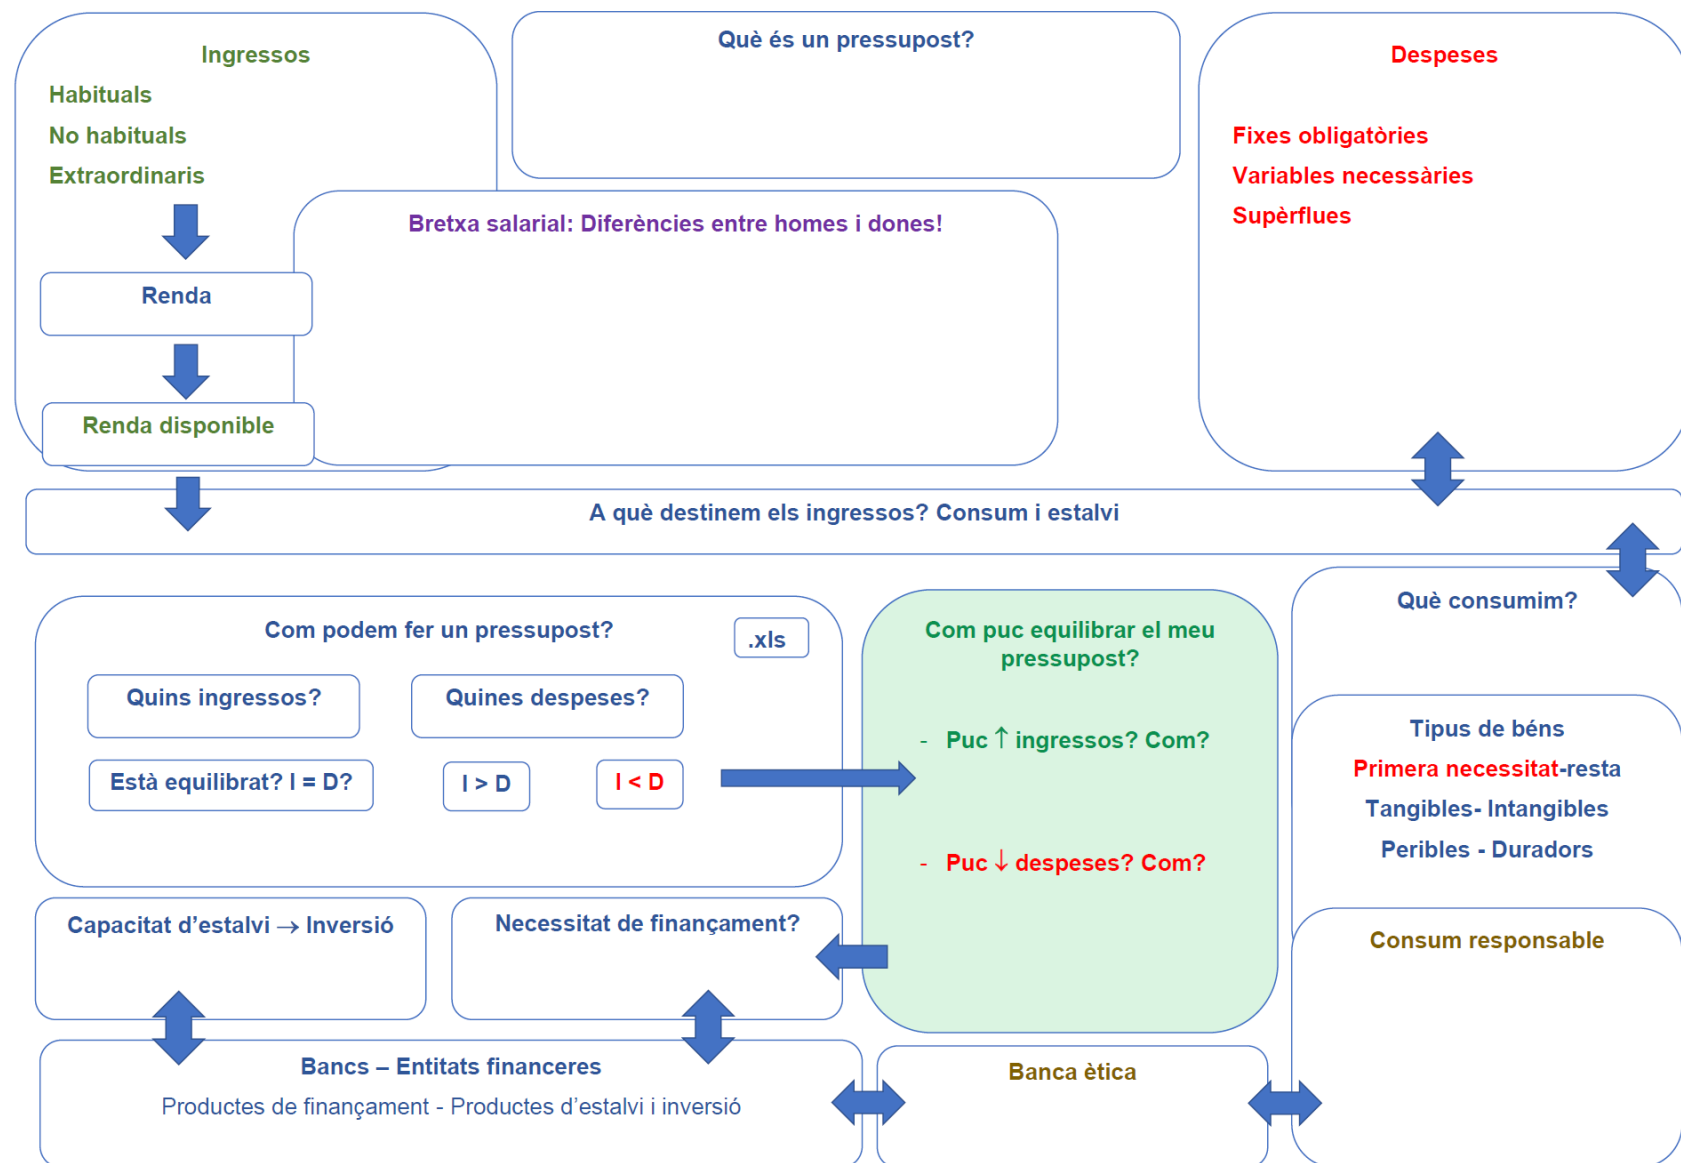 Ingressos
Habituals
No habituals
Extraordinaris
Renda
Renda disponible
Què és un pressupost?
Bretxa salarial: Diferències entre homes i dones!
Despeses
Fixes obligatòries
Variables necessàries
Supèrflues
A què destinem els ingressos? Consum i estalvi
Com podem fer un pressupost?
.xls
Quins ingressos?
Quines despeses?
Està equilibrat? I = D?
I > D
I < D
Com puc equilibrar el meu
pressupost?
- Puc ↑ ingressos? Com?
- Puc ↓ despeses? Com?
Què consumim?
Tipus de béns
Primera necessitat-resta
Tangibles- Intangibles
Peribles - Duradors
Capacitat d’estalvi → Inversió
Necessitat de finançament?
Consum responsable
Bancs – Entitats financeres
Productes de finançament - Productes d’estalvi i inversió
Banca ètica